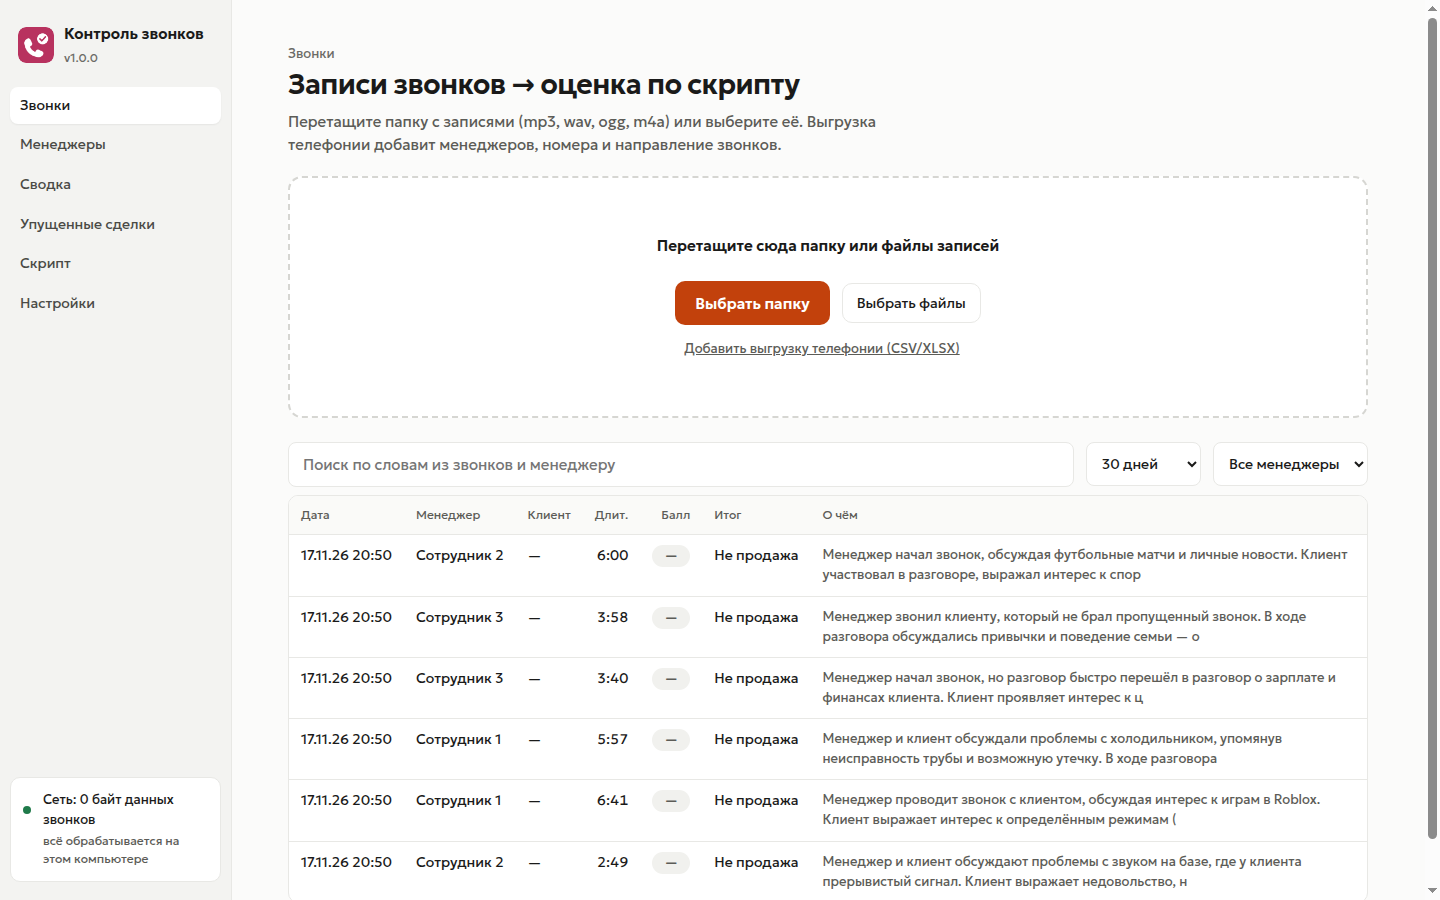 Контроль звонков
v1.0.0
Звонки
Менеджеры
Сводка
Упущенные сделки
Скрипт
Настройки
Сеть: 0 байт данных
звонков
всё обрабатывается на
этом компьютере
Звонки
Записи звонков → оценка по скрипту
Перетащите папку с записями (mp3, wav, ogg, m4a) или выберите её. Выгрузка
телефонии добавит менеджеров, номера и направление звонков.
Перетащите сюда папку или файлы записей
Выбрать папку Выбрать файлы
Добавить выгрузку телефонии (CSV/XLSX)
Поиск по словам из звонков и менеджеру 30 дней Все менеджеры
Дата Менеджер Клиент Длит. Балл Итог О чём
17.11.26 20:50 Сотрудник 2 — 6:00 — Не продажа Менеджер начал звонок, обсуждая футбольные матчи и личные новости. Клиент
участвовал в разговоре, выражал интерес к спор
17.11.26 20:50 Сотрудник 3 — 3:58 — Не продажа Менеджер звонил клиенту, который не брал пропущенный звонок. В ходе
разговора обсуждались привычки и поведение семьи — о
17.11.26 20:50 Сотрудник 3 — 3:40 — Не продажа Менеджер начал звонок, но разговор быстро перешёл в разговор о зарплате и
финансах клиента. Клиент проявляет интерес к ц
17.11.26 20:50 Сотрудник 1 — 5:57 — Не продажа Менеджер и клиент обсуждали проблемы с холодильником, упомянув
неисправность трубы и возможную утечку. В ходе разговора
17.11.26 20:50 Сотрудник 1 — 6:41 — Не продажа Менеджер проводит звонок с клиентом, обсуждая интерес к играм в Roblox.
Клиент выражает интерес к определённым режимам (
17.11.26 20:50 Сотрудник 2 — 2:49 — Не продажа Менеджер и клиент обсуждают проблемы с звуком на базе, где у клиента
прерывистый сигнал. Клиент выражает недовольство, н